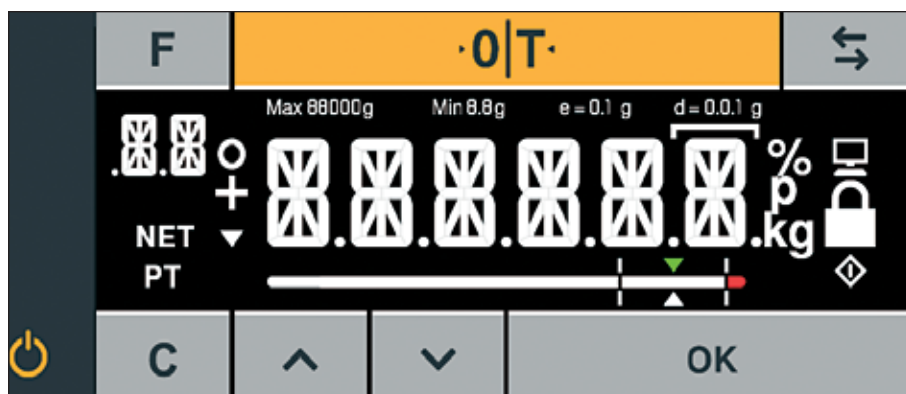 F ·0|T·
Max 88000g Min 8.8g e = 0.1 g d = 0.0.1 g
%
p
NET kg
PT
C OK